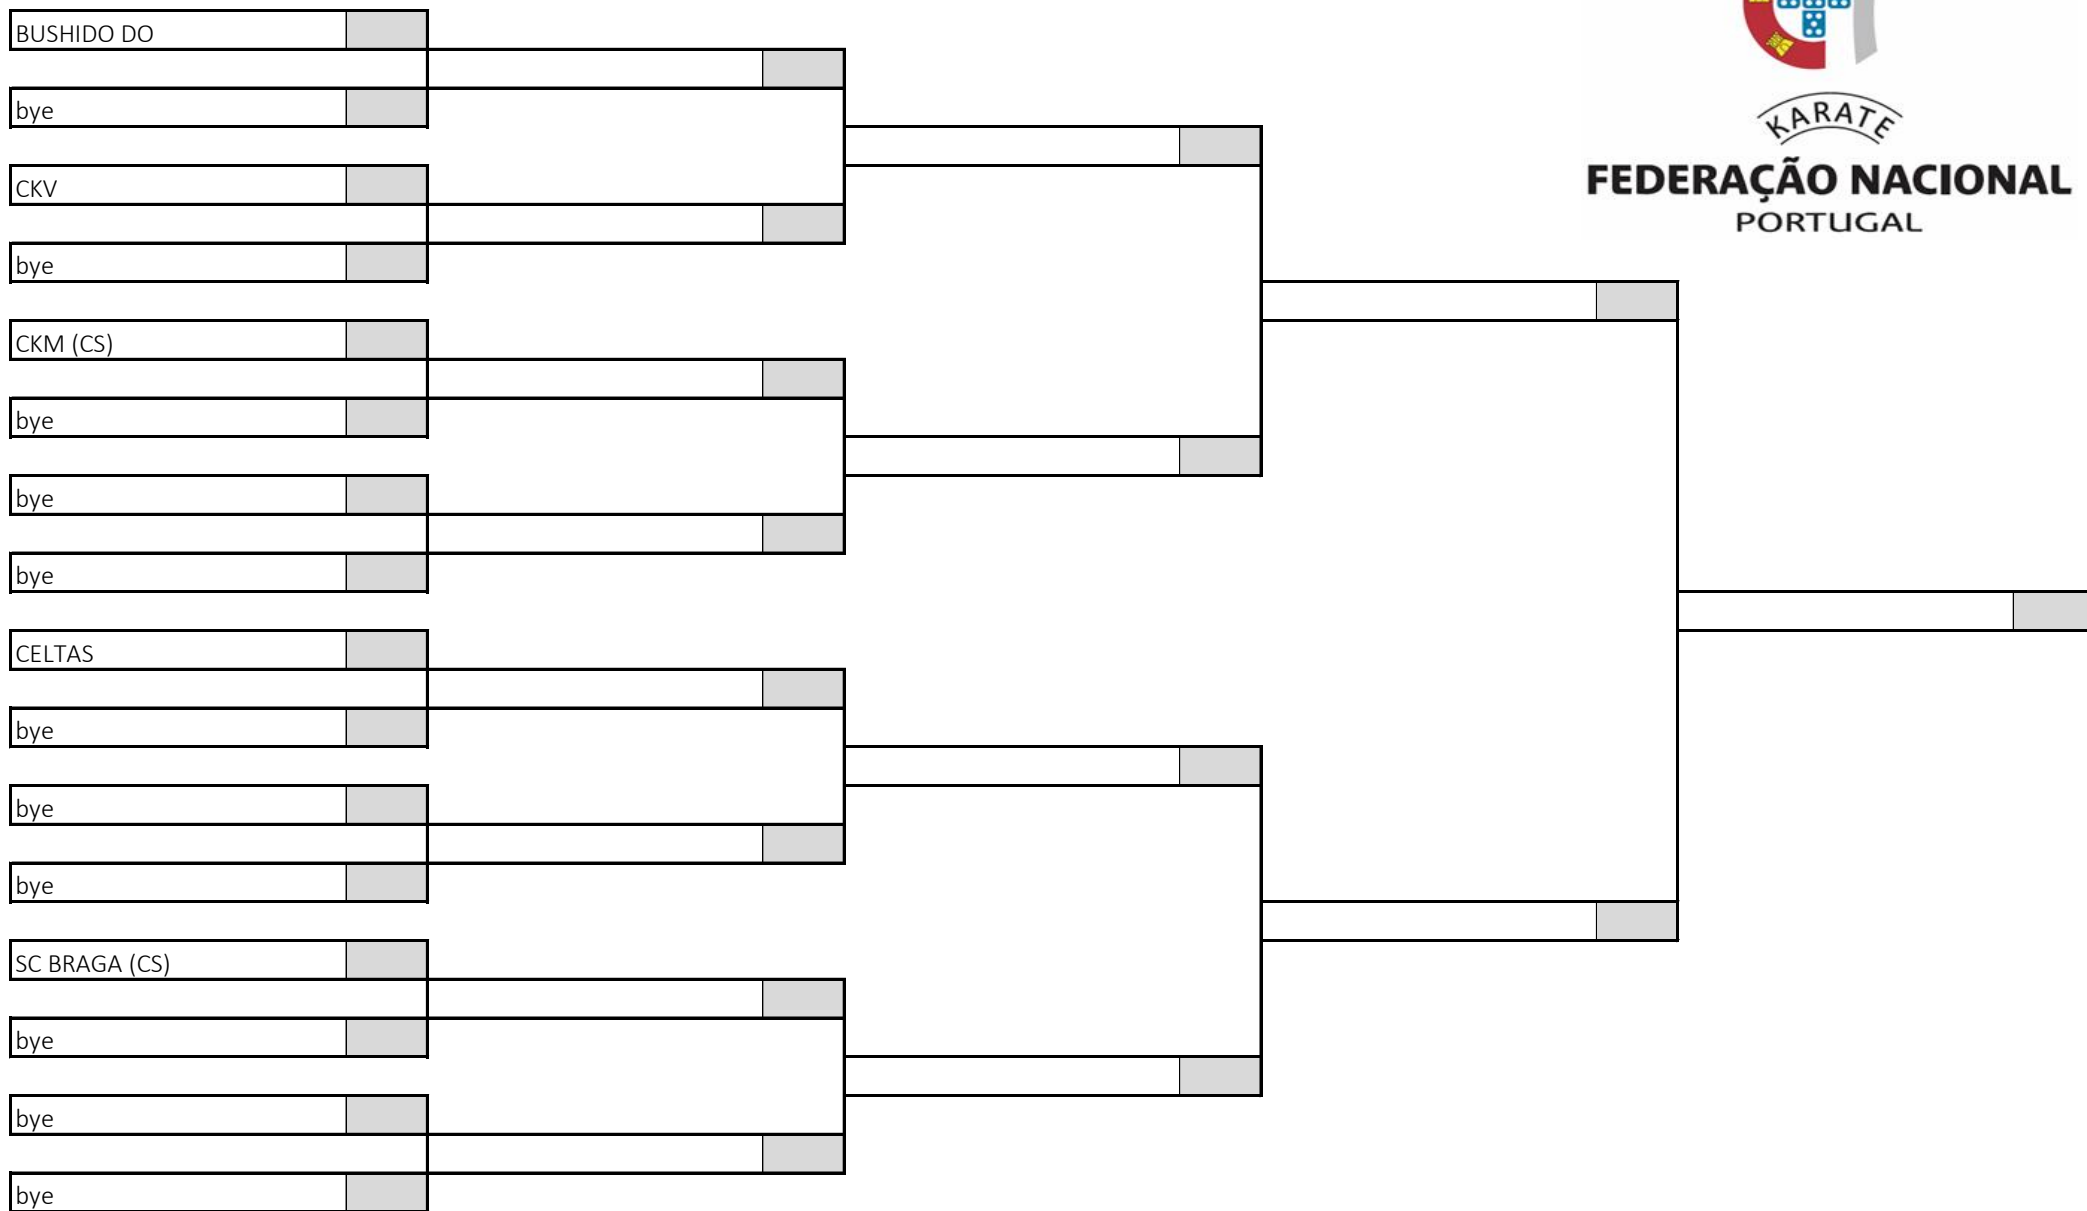 BUSHIDO DO
bye
CKV
bye
CKM (CS)
bye
bye
bye
CELTAS
bye
bye
bye
SC BRAGA (CS)
bye
bye
bye
KARATE
FEDERAÇÃO NACIONAL
PORTUGAL